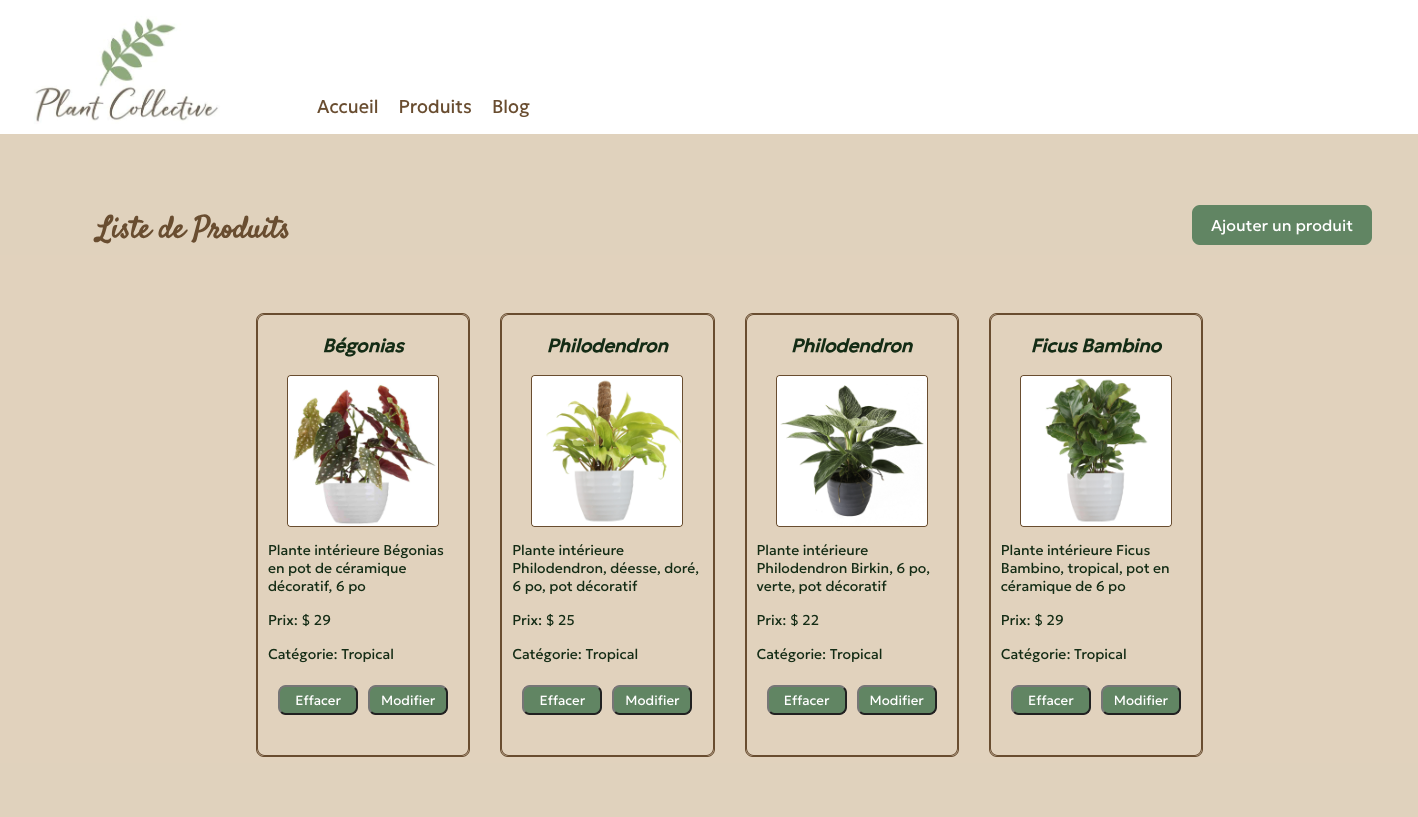 Plant Collective
Accueil Produits Blog
Liste de Produits
Ajouter un produit
Bégonias
Plante intérieure Bégonias
en pot de céramique
décoratif, 6 po
Prix: $ 29
Catégorie: Tropical
Effacer Modifier
Philodendron
Plante intérieure
Philodendron, déesse, doré,
6 po, pot décoratif
Prix: $ 25
Catégorie: Tropical
Effacer Modifier
Philodendron
Plante intérieure
Philodendron Birkin, 6 po,
verte, pot décoratif
Prix: $ 22
Catégorie: Tropical
Effacer Modifier
Ficus Bambino
Plante intérieure Ficus
Bambino, tropical, pot en
céramique de 6 po
Prix: $ 29
Catégorie: Tropical
Effacer Modifier